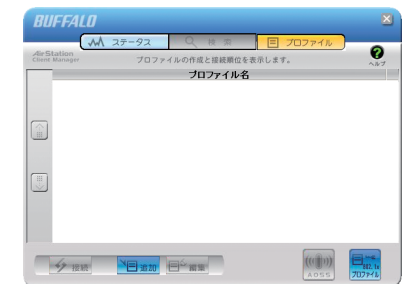 BUFFALO
ステータス
検索
プロファイル
AirStation
Client Manager
プロファイルの作成と接続順位を表示します。
ヘルプ
プロファイル名
接続
追加
編集
AOSS
802.1x
プロファイル